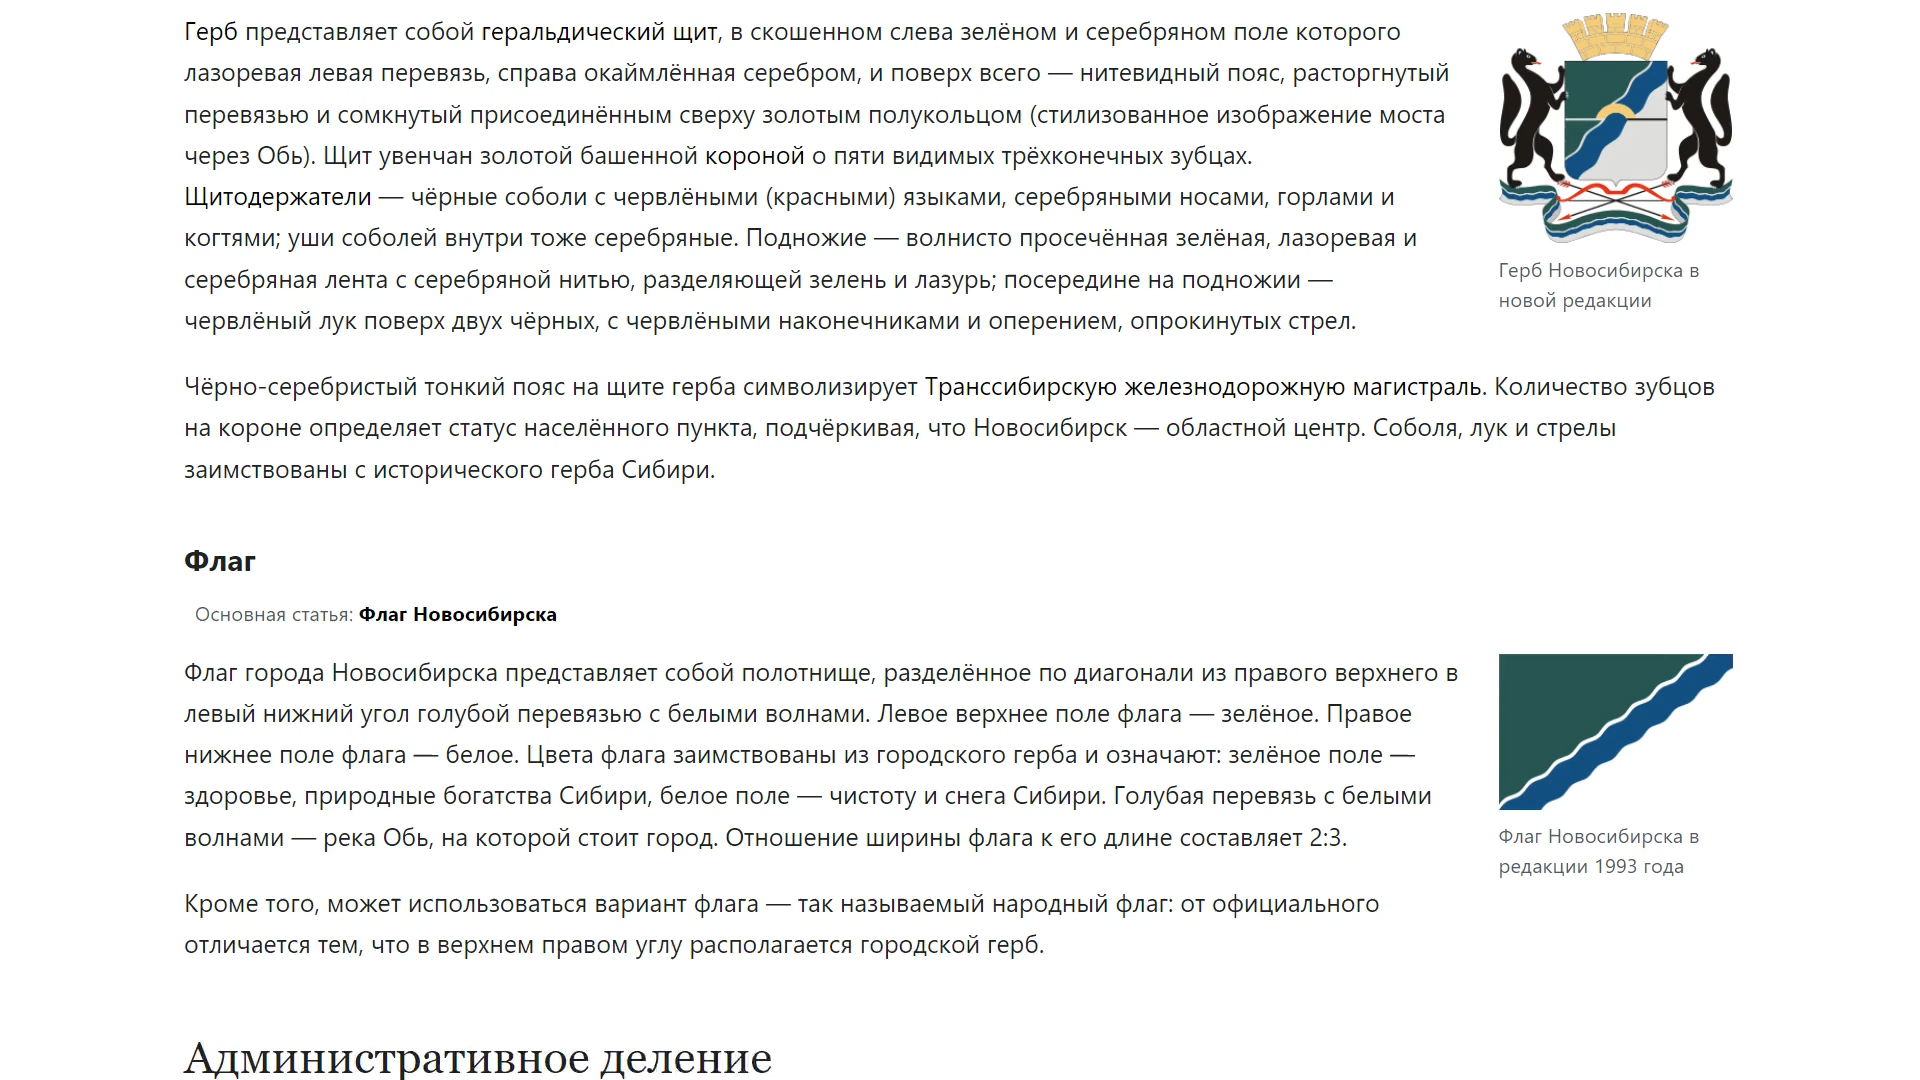 Герб представляет собой геральдический щит, в скошенном слева зелёном и серебряном поле которого
лазоревая левая перевязь, справа окаймлённая серебром, и поверх всего — нитевидный пояс, расторгнутый
перевязью и сомкнутый присоединённым сверху золотым полукольцом (стилизованное изображение моста
через Обь). Щит увенчан золотой башенной короной о пяти видимых трёхконечных зубцах.
Щитодержатели — чёрные соболи с червлёными (красными) языками, серебряными носами, горлами и
когтями; уши соболей внутри тоже серебряные. Подножие — волнисто просечённая зелёная, лазоревая и
серебряная лента с серебряной нитью, разделяющей зелень и лазурь; посередине на подножии —
червлёный лук поверх двух чёрных, с червлёными наконечниками и оперением, опрокинутых стрел.
Герб Новосибирска в
новой редакции
Чёрно-серебристый тонкий пояс на щите герба символизирует Транссибирскую железнодорожную магистраль. Количество зубцов
на короне определяет статус населённого пункта, подчёркивая, что Новосибирск — областной центр. Соболя, лук и стрелы
заимствованы с исторического герба Сибири.
Флаг
Основная статья: Флаг Новосибирска
Флаг города Новосибирска представляет собой полотнище, разделённое по диагонали из правого верхнего в
левый нижний угол голубой перевязью с белыми волнами. Левое верхнее поле флага — зелёное. Правое
нижнее поле флага — белое. Цвета флага заимствованы из городского герба и означают: зелёное поле —
здоровье, природные богатства Сибири, белое поле — чистоту и снега Сибири. Голубая перевязь с белыми
волнами — река Обь, на которой стоит город. Отношение ширины флага к его длине составляет 2:3.
Флаг Новосибирска в
редакции 1993 года
Кроме того, может использоваться вариант флага — так называемый народный флаг: от официального
отличается тем, что в верхнем правом углу располагается городской герб.
Административное деление